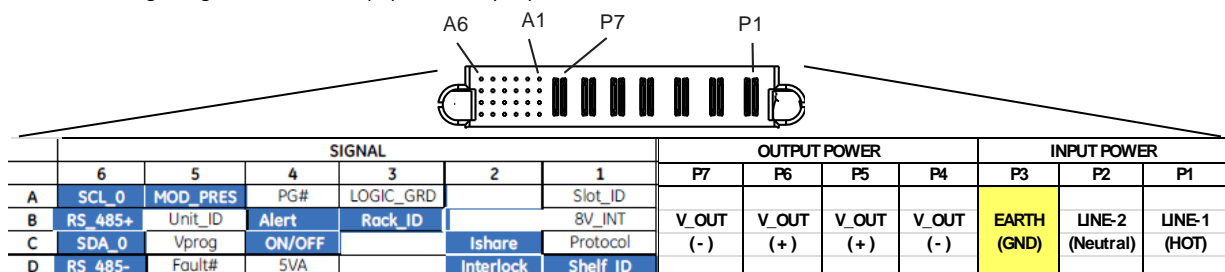 A6 A1 P7 P1
SIGNAL OUTPUT POWER INPUT POWER
6 5 4 3 2 1 P7 P6 P5 P4 P3 P2 P1
A SCL_0 MOD_PRES PG# LOGIC_GRD Slot_ID
B RS_485+ Unit_ID Alert Rack_ID 8V_INT V_OUT V_OUT V_OUT V_OUT EARTH LINE-2 LINE-1
C SDA_0 Vprog ON/OFF Ishare Protocol (-) (+) (+) (-) (GND) (Neutral) (HOT)
D RS_485- Fault# 5VA Interlock Shelf_ID